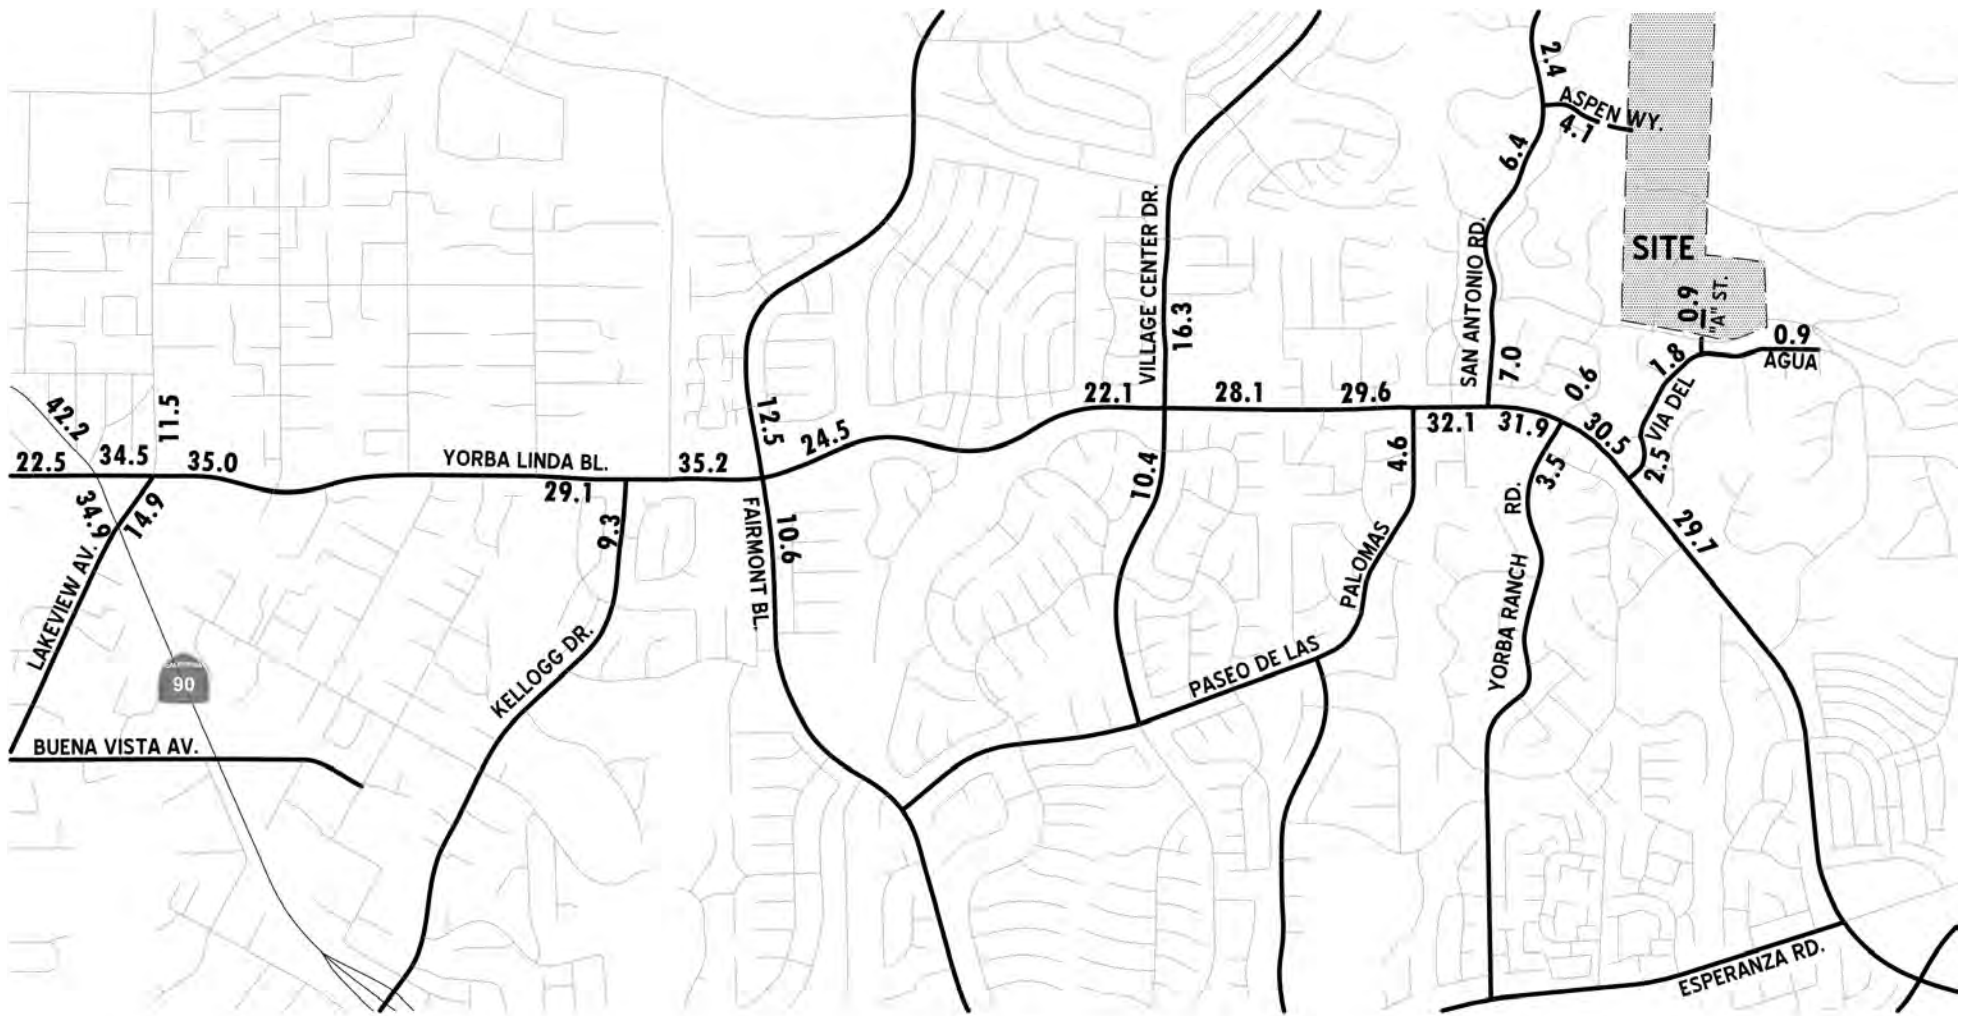 2.4
ASPEN WY.
4.1
6.4
VILLAGE CENTER DR.
16.3
SAN ANTONIO RD.
7.0
SITE
0.9
"A" ST.
0.9
AGUA
1.8
VIA DEL
2.5
0.6
42.2
22.5
34.5
11.5
35.0
YORBA LINDA BL.
29.1
35.2
12.5
24.5
22.1
28.1
29.6
32.1
31.9
30.5
29.7
34.9
14.9
LAKEVIEW AV.
9.3
KELLOGG DR.
10.6
FAIRMONT BL.
10.4
4.6
PASEO DE LAS
PALOMAS
3.5
YORBA RANCH
RD.
CALIFORNIA
90
BUENA VISTA AV.
ESPERANZA RD.